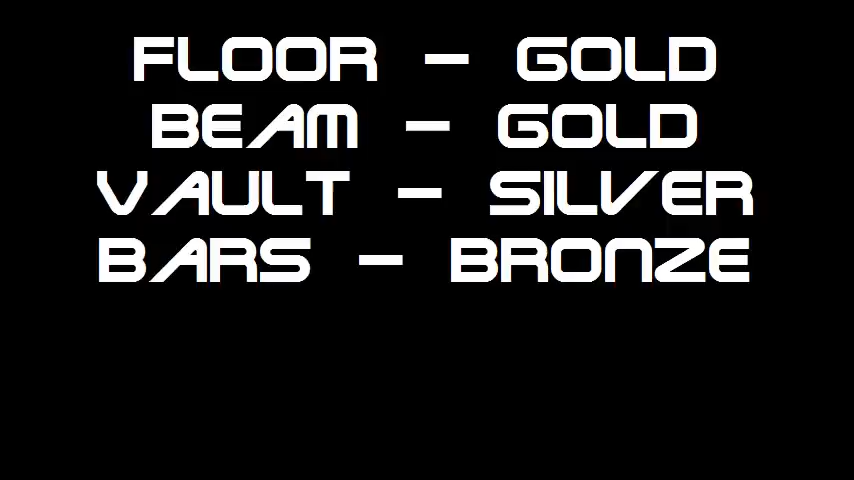 FLOOR - GOLD
BEAM - GOLD
VAULT - SILVER
BARS - BRONZE